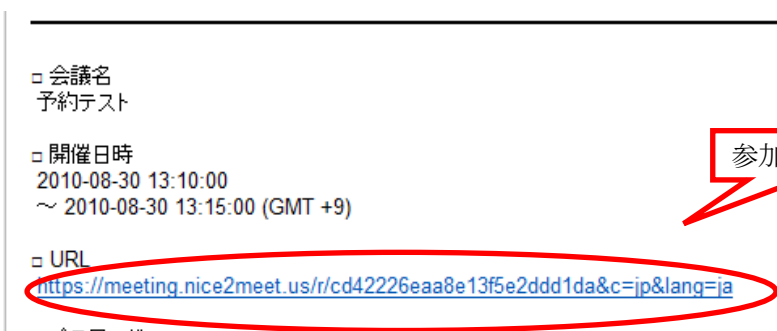 □ 会議名
予約テスト
□ 開催日時
2010-08-30 13:10:00
～ 2010-08-30 13:15:00 (GMT +9)
参加
□ URL
https://meeting.nice2meet.us/r/cd42226eaa8e13f5e2ddd1da&c=jp&lang=ja